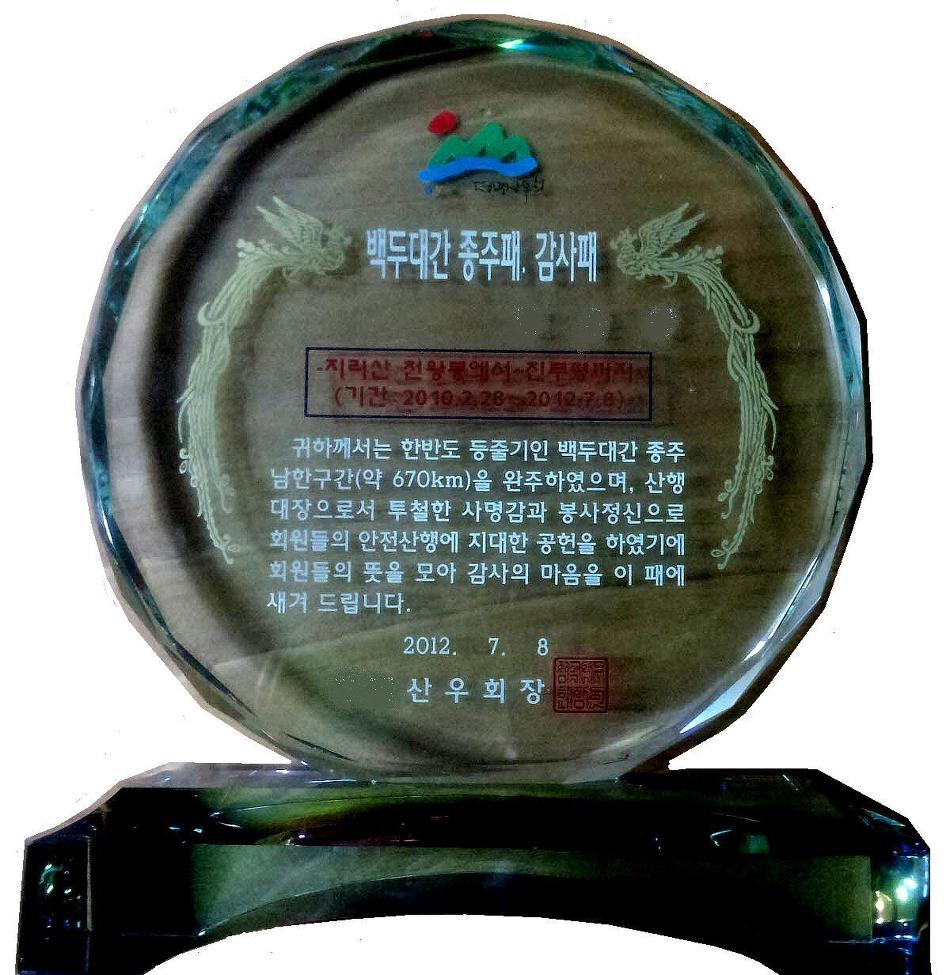 백두대간 종주패. 감사패
-지리산 천왕봉에서~진부령까지-
(기간:2010.2.28~2012.7.8)
귀하께서는 한반도 등줄기인 백두대간 종주
남한구간(약 670km)을 완주하였으며, 산행
대장으로서 투철한 사명감과 봉사정신으로
회원들의 안전산행에 지대한 공헌을 하였기에
회원들의 뜻을 모아 감사의 마음을 이 패에
새겨 드립니다.
2012. 7. 8
산 우 회 장